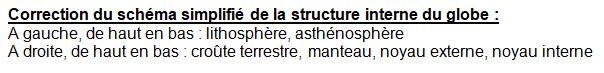 Correction du schéma simplifié de la structure interne du globe :
A gauche, de haut en bas : lithosphère, asthénosphère
A droite, de haut en bas : croûte terrestre, manteau, noyau externe, noyau interne